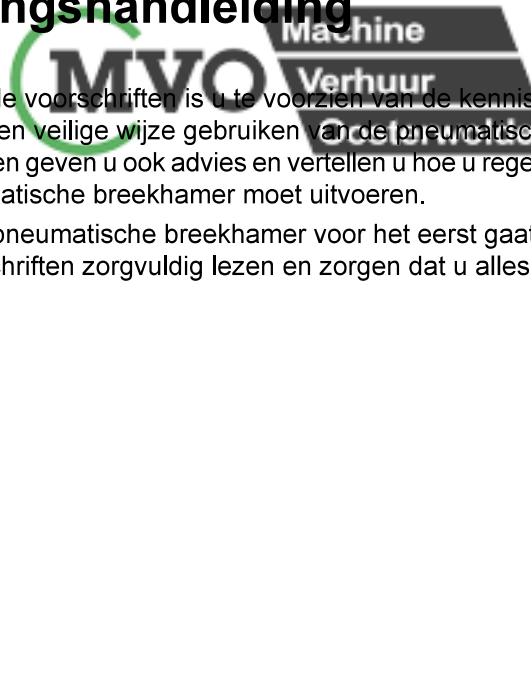 ngshandleiding
MVO
Machine
Verhuur
Oosterwolde
le voorschriften is u te voorzien van de kennis
en veilige wijze gebruiken van de pneumatisc
en geven u ook advies en vertellen u hoe u rege
atische breekhamer moet uitvoeren.
pneumatische breekhamer voor het eerst gaat
hriften zorgvuldig lezen en zorgen dat u alles